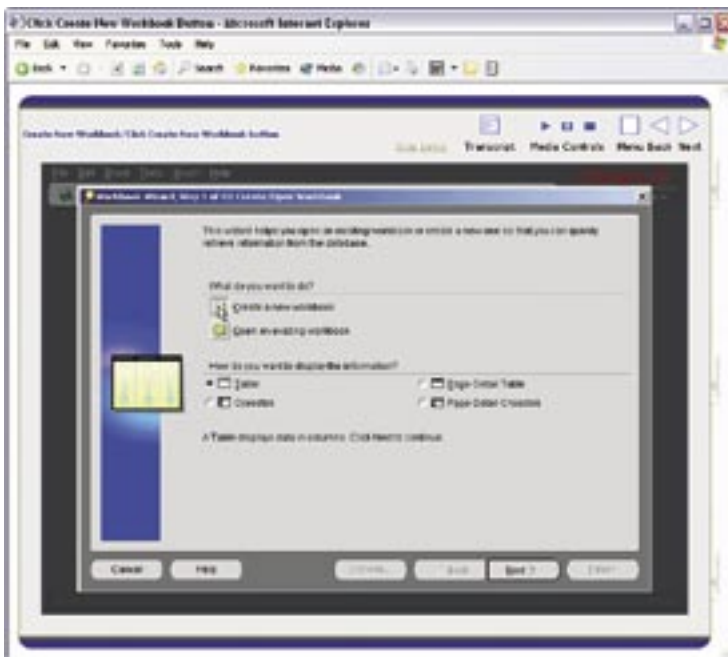 Click Create New Workbook Button - Microsoft Internet Explorer
File Edit View Favorites Tools Help
Back Search Favorites Media
Create New Workbook: Click Create New Workbook button
Transcript Media Controls Menu Back Next
File Edit Tools Help
Workbook Wizard: Step 1 Create/Open Workbook
This wizard helps you open an existing workbook or create a new one so that you can quickly
retrieve information from the database.
What do you want to do?
Create a new workbook
Open an existing workbook
How do you want to display the information?
Table Page-Detail Table
Crosstab Page-Detail Crosstab
A Table displays data in columns. Click Next to continue.
Cancel Help Back Next > Finish